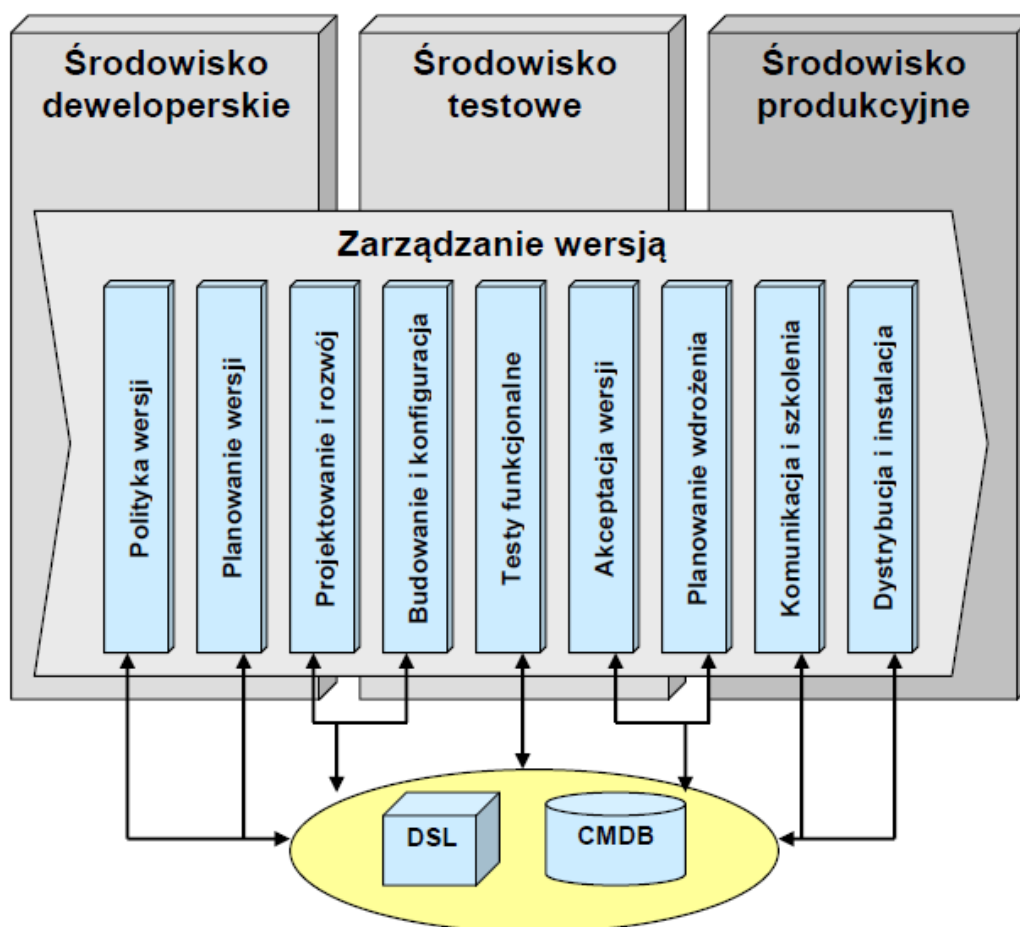 Środowisko
deweloperskie
Środowisko
testowe
Środowisko
produkcyjne
Zarządzanie wersją
Polityka wersji
Planowanie wersji
Projektowanie i rozwój
Budowanie i konfiguracja
Testy funkcjonalne
Akceptacja wersji
Planowanie wdrożenia
Komunikacja i szkolenia
Dystrybucja i instalacja
DSL
CMDB